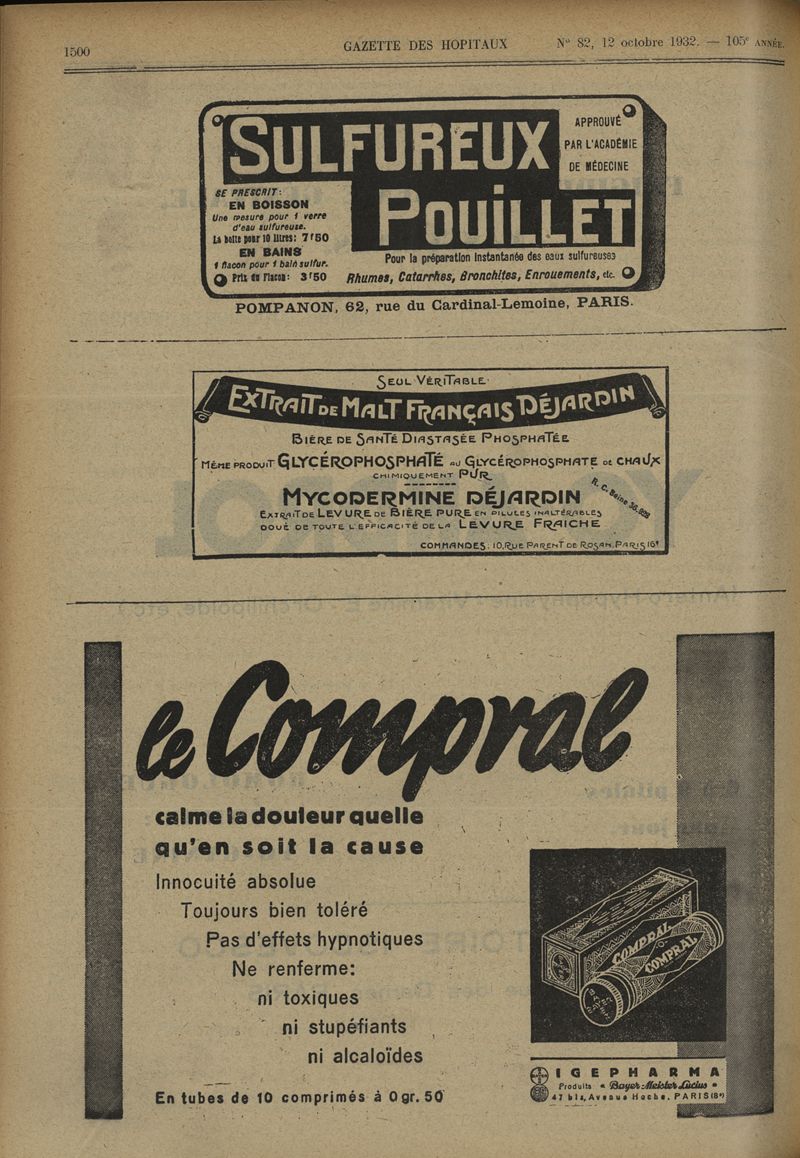 1500
GAZETTE DES HOPITAUX
N° 82, 12 octobre 1932. — 105e ANNÉE.
SULFUREUX
POUILLET
APPROUVÉ
PAR L'ACADÉMIE
DE MÉDECINE
SE PRESCRIT:
EN BOISSON
Une mesure pour 1 verre
d'eau sulfureuse.
La boîte pour 10 litres: 7f50
EN BAINS
1 flacon pour 1 bain sulfur.
Prix du Flacon: 3f50
Pour la préparation instantanée des eaux sulfureuses
Rhumes, Catarrhes, Bronchites, Enrouements, etc.
POMPANON, 62, rue du Cardinal-Lemoine, PARIS.
SEUL VÉRITABLE
EXTRAIT DE MALT FRANÇAIS DÉJARDIN
BIÈRE DE SANTÉ DIASTASÉE PHOSPHATÉE
MÊME PRODUIT GLYCÉROPHOSPHATÉ AU GLYCÉROPHOSPHATE DE CHAUX
CHIMIQUEMENT PUR
MYCODERMINE DÉJARDIN
R. C. Seine 36.929
EXTRAIT DE LEVURE DE BIÈRE PURE EN PILULES INALTÉRABLES
DOUÉ DE TOUTE L'EFFICACITÉ DE LA LEVURE FRAICHE
COMMANDES. 10, RUE PARENT DE ROSAN, PARIS 16e
le Compral
calme la douleur quelle
qu'en soit la cause
Innocuité absolue
Toujours bien toléré
Pas d'effets hypnotiques
Ne renferme:
ni toxiques
ni stupéfiants
ni alcaloïdes
En tubes de 10 comprimés à 0 gr. 50
COMPRAL
COMPRAL
BAYER
IGEPHARMA
Produits « Bayer-Meister-Lucius »
47 bis, Avenue Hoche, PARIS (8e)